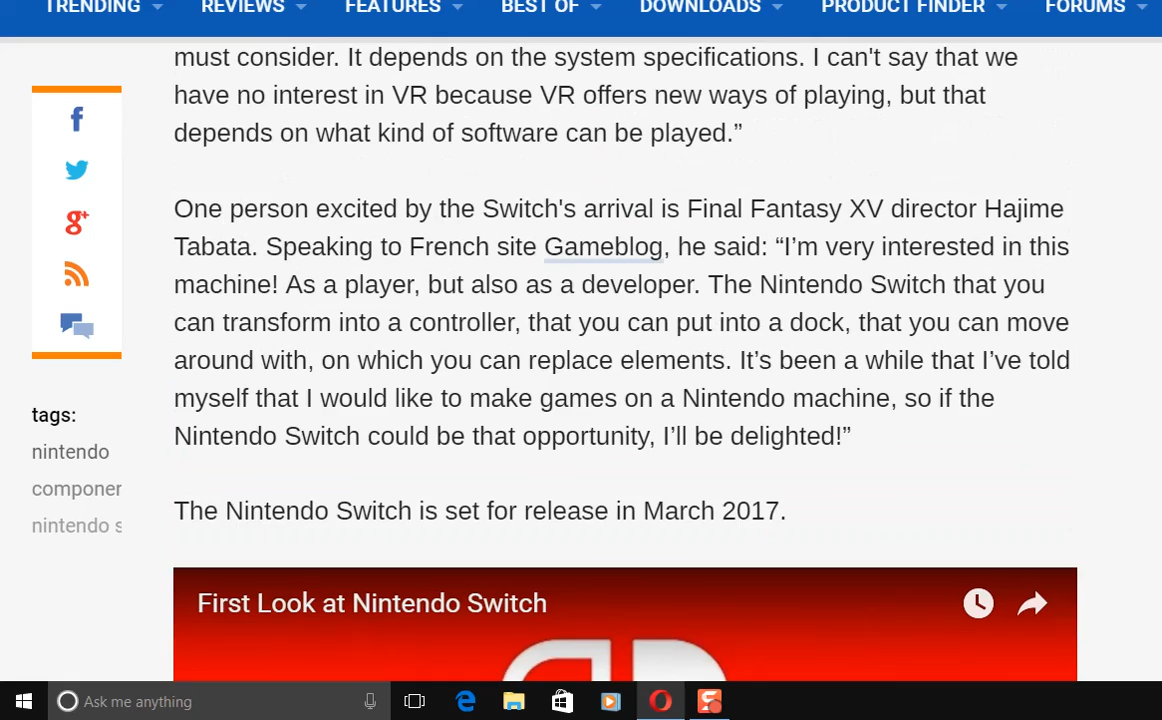 TRENDING REVIEWS FEATURES BEST OF DOWNLOADS PRODUCT FINDER FORUMS
must consider. It depends on the system specifications. I can't say that we
have no interest in VR because VR offers new ways of playing, but that
depends on what kind of software can be played.”
One person excited by the Switch's arrival is Final Fantasy XV director Hajime
Tabata. Speaking to French site Gameblog, he said: “I’m very interested in this
machine! As a player, but also as a developer. The Nintendo Switch that you
can transform into a controller, that you can put into a dock, that you can move
around with, on which you can replace elements. It’s been a while that I’ve told
myself that I would like to make games on a Nintendo machine, so if the
Nintendo Switch could be that opportunity, I’ll be delighted!”
The Nintendo Switch is set for release in March 2017.
f
g+
tags:
nintendo
componer
nintendo s
First Look at Nintendo Switch
Ask me anything